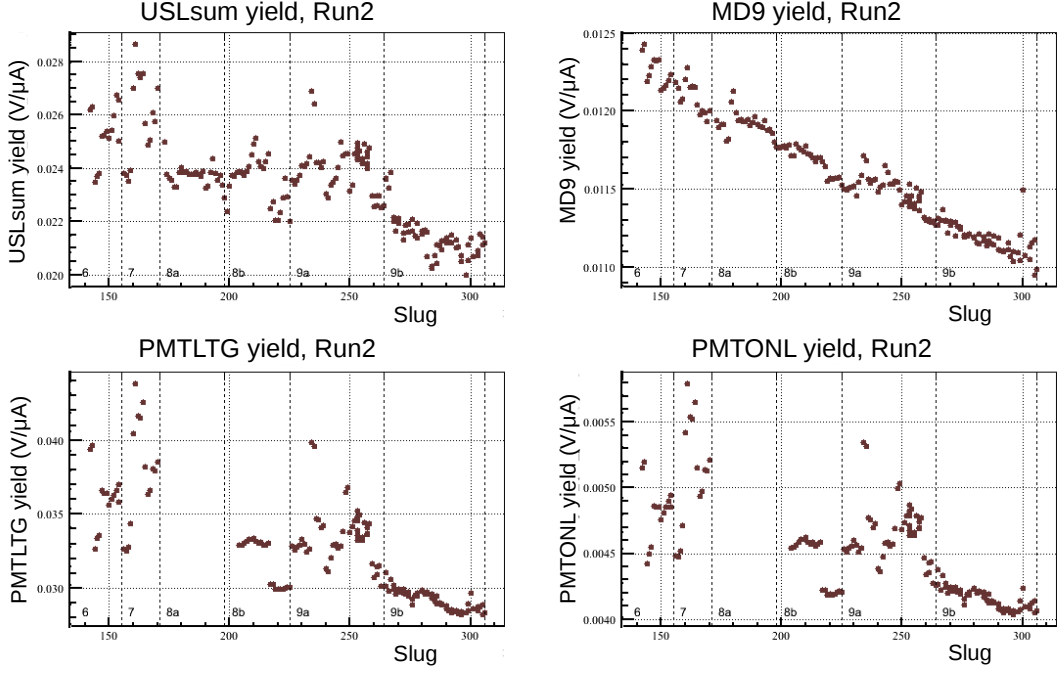 USLsum yield, Run2
USLsum yield (V/μA)
0.028
0.026
0.024
0.022
0.020
6 7 8a 8b 9a 9b
150 200 250 300
Slug
MD9 yield, Run2
MD9 yield (V/μA)
0.0125
0.0120
0.0115
0.0110
6 7 8a 8b 9a 9b
150 200 250 300
Slug
PMTLTG yield, Run2
PMTLTG yield (V/μA)
0.040
0.035
0.030
6 7 8a 8b 9a 9b
150 200 250 300
Slug
PMTONL yield, Run2
PMTONL yield (V/μA)
0.0055
0.0050
0.0045
0.0040
6 7 8a 8b 9a 9b
150 200 250 300
Slug